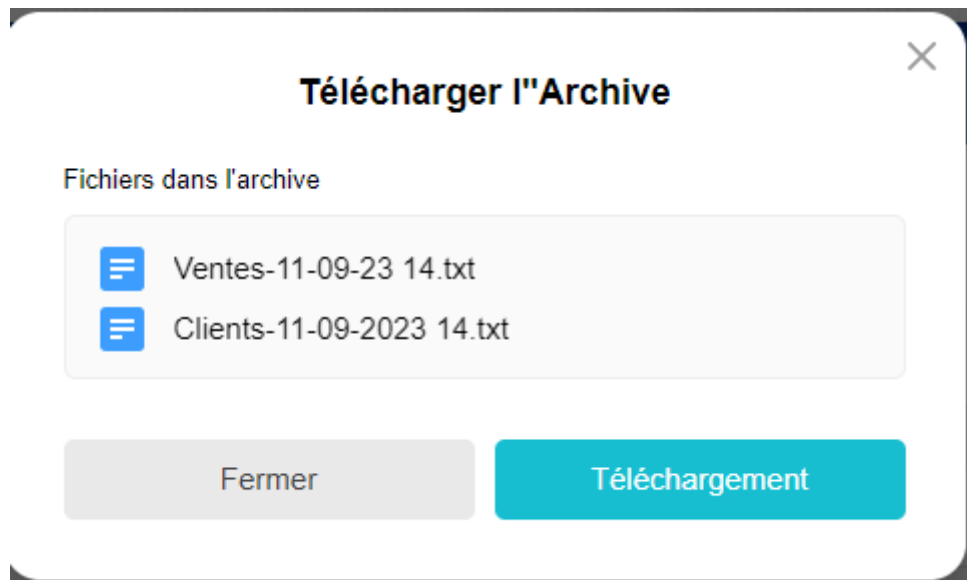 Télécharger l''Archive
Fichiers dans l'archive
Ventes-11-09-23 14.txt
Clients-11-09-2023 14.txt
Fermer
Téléchargement